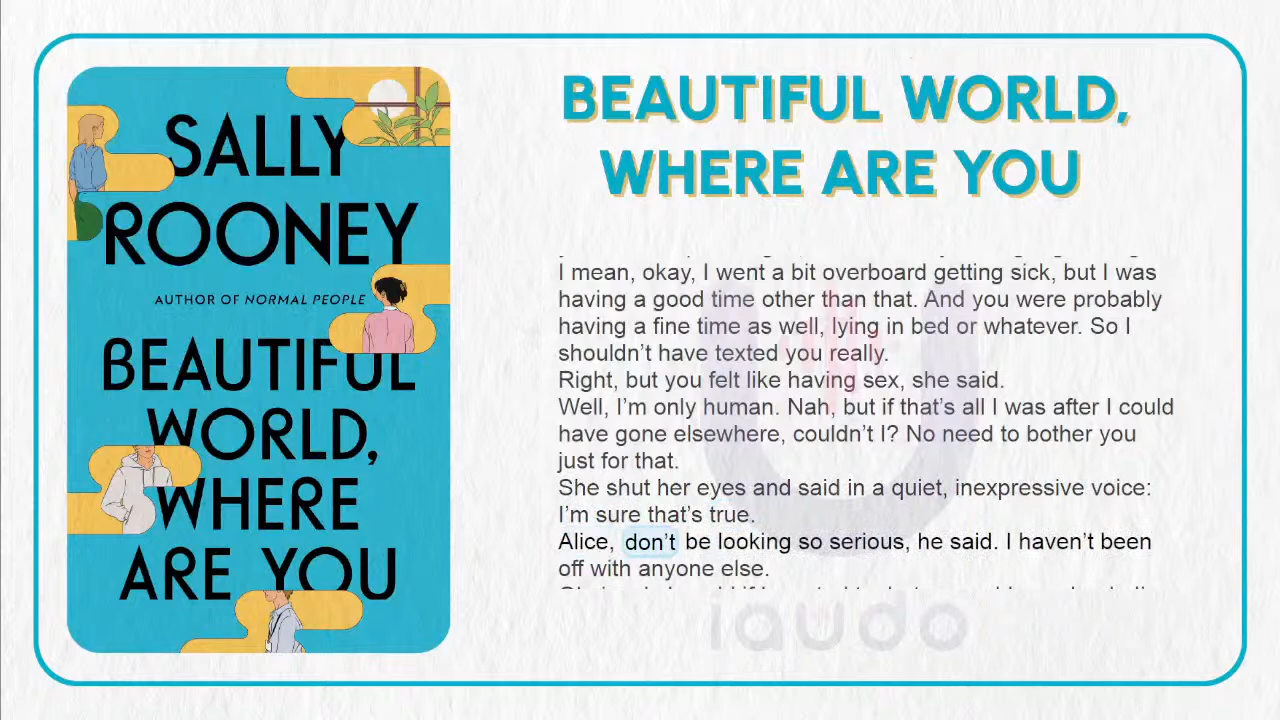 SALLY
ROONEY
AUTHOR OF NORMAL PEOPLE
BEAUTIFUL
WORLD,
WHERE
ARE YOU
BEAUTIFUL WORLD,
WHERE ARE YOU
I mean, okay, I went a bit overboard getting sick, but I was
having a good time other than that. And you were probably
having a fine time as well, lying in bed or whatever. So I
shouldn’t have texted you really.
Right, but you felt like having sex, she said.
Well, I’m only human. Nah, but if that’s all I was after I could
have gone elsewhere, couldn’t I? No need to bother you
just for that.
She shut her eyes and said in a quiet, inexpressive voice:
I’m sure that’s true.
Alice, don’t be looking so serious, he said. I haven’t been
off with anyone else.
iaudo